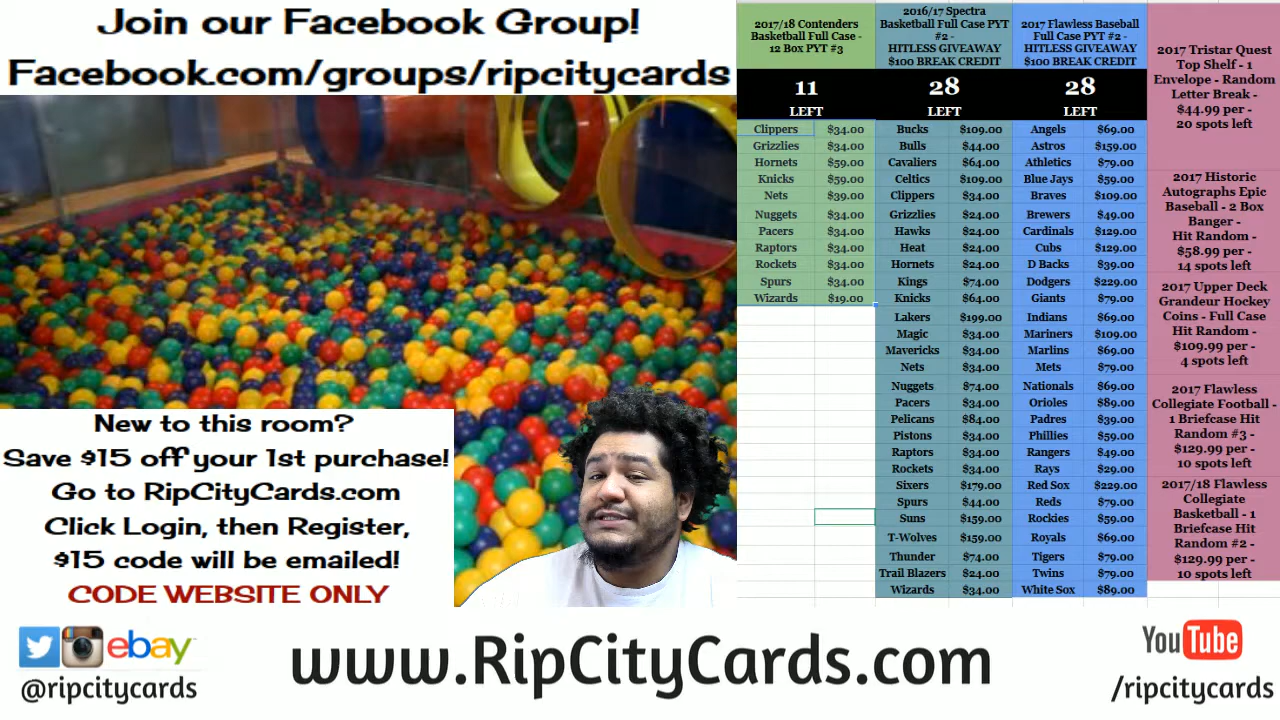 Join our Facebook Group!
Facebook.com/groups/ripcitycards
New to this room?
Save $15 off your 1st purchase!
Go to RipCityCards.com
Click Login, then Register,
$15 code will be emailed!
CODE WEBSITE ONLY
2017/18 Contenders
Basketball Full Case -
12 Box PYT #3
11
LEFT
Clippers $34.00
Grizzlies $34.00
Hornets $59.00
Knicks $59.00
Nets $39.00
Nuggets $34.00
Pacers $34.00
Raptors $34.00
Rockets $34.00
Spurs $34.00
Wizards $19.00
2016/17 Spectra
Basketball Full Case PYT
#2 -
HITLESS GIVEAWAY
$100 BREAK CREDIT
28
LEFT
Bucks $109.00
Bulls $44.00
Cavaliers $64.00
Celtics $109.00
Clippers $34.00
Grizzlies $24.00
Hawks $24.00
Heat $24.00
Hornets $24.00
Kings $74.00
Knicks $64.00
Lakers $199.00
Magic $34.00
Mavericks $34.00
Nets $34.00
Nuggets $74.00
Pacers $34.00
Pelicans $84.00
Pistons $34.00
Raptors $34.00
Rockets $34.00
Sixers $179.00
Spurs $44.00
Suns $159.00
T-Wolves $159.00
Thunder $74.00
Trail Blazers $24.00
Wizards $34.00
2017 Flawless Baseball
Full Case PYT #2 -
HITLESS GIVEAWAY
$100 BREAK CREDIT
28
LEFT
Angels $69.00
Astros $159.00
Athletics $79.00
Blue Jays $59.00
Braves $109.00
Brewers $49.00
Cardinals $129.00
Cubs $129.00
D Backs $39.00
Dodgers $229.00
Giants $79.00
Indians $69.00
Mariners $109.00
Marlins $69.00
Mets $79.00
Nationals $69.00
Orioles $89.00
Padres $39.00
Phillies $59.00
Rangers $49.00
Rays $29.00
Red Sox $229.00
Reds $79.00
Rockies $59.00
Royals $69.00
Tigers $79.00
Twins $79.00
White Sox $89.00
2017 Tristar Quest
Top Shelf - 1
Envelope - Random
Letter Break -
$44.99 per -
20 spots left
2017 Historic
Autographs Epic
Baseball - 2 Box
Banger -
Hit Random -
$58.99 per -
14 spots left
2017 Upper Deck
Grandeur Hockey
Coins - Full Case
Hit Random -
$109.99 per -
4 spots left
2017 Flawless
Collegiate Football -
1 Briefcase Hit
Random #3 -
$129.99 per -
10 spots left
2017/18 Flawless
Collegiate
Basketball - 1
Briefcase Hit
Random #2 -
$129.99 per -
10 spots left
ebay
@ripcitycards
www.RipCityCards.com
YouTube
/ripcitycards